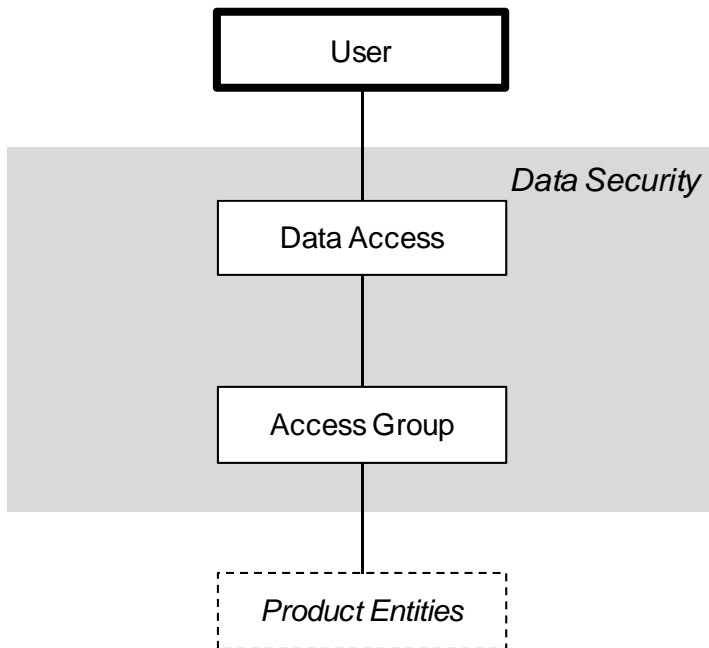 User
Data Security
Data Access
Access Group
Product Entities